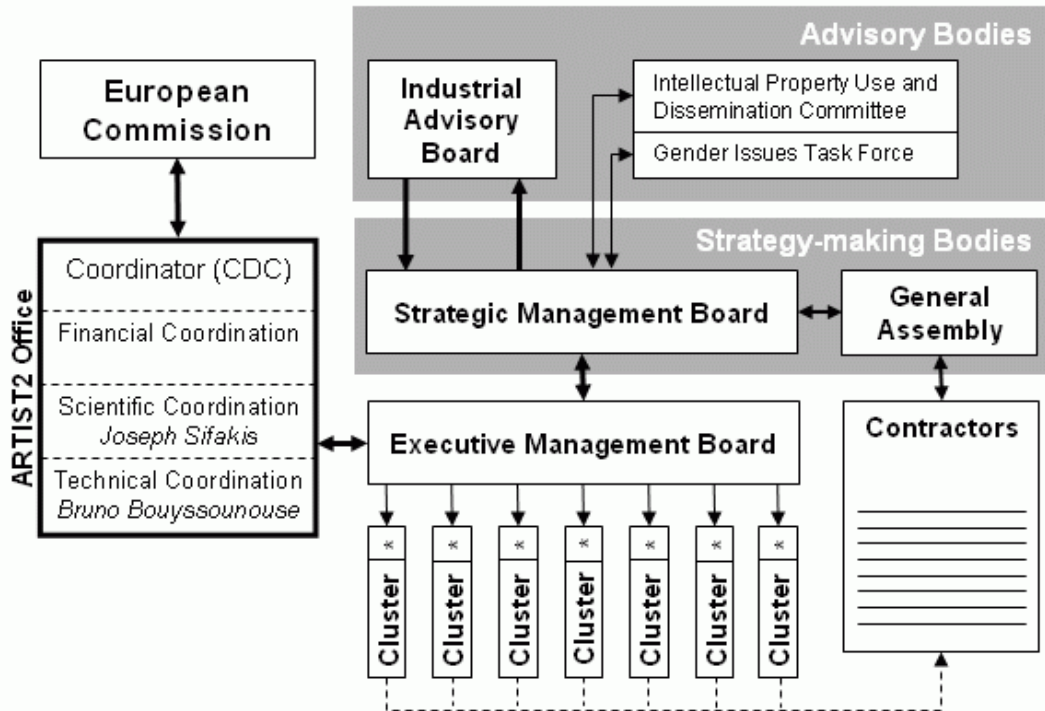 Advisory Bodies
European
Commission
Industrial
Advisory
Board
Intellectual Property Use and
Dissemination Committee
Gender Issues Task Force
Strategy-making Bodies
ARTIST2 Office
Coordinator (CDC)
Financial Coordination
Scientific Coordination
Joseph Sifakis
Technical Coordination
Bruno Bouyssounouse
Strategic Management Board
General
Assembly
Executive Management Board
Contractors
* * * * * * *
Cluster
Cluster
Cluster
Cluster
Cluster
Cluster
Cluster